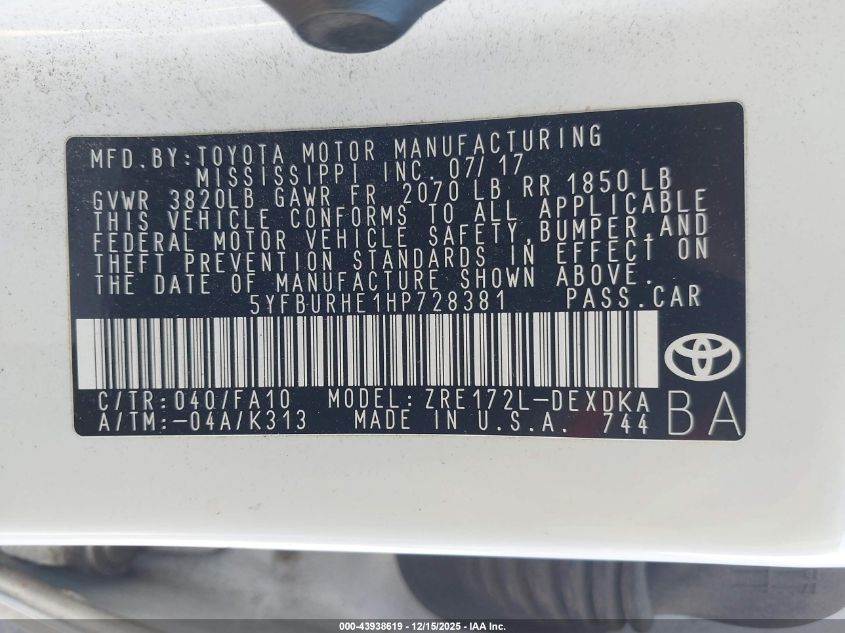 MFD.BY:TOYOTA MOTOR MANUFACTURING
MISSISSIPPI INC. 07/17
GVWR 3820LB GAWR FR 2070 LB RR 1850 LB
THIS VEHICLE CONFORMS TO ALL APPLICABLE
FEDERAL MOTOR VEHICLE SAFETY,BUMPER,AND
THEFT PREVENTION STANDARDS IN EFFECT ON
THE DATE OF MANUFACTURE SHOWN ABOVE.
5YFBURHE1HP728381 PASS.CAR
C/TR:040/FA10 MODEL:ZRE172L-DEXDKA
A/TM:-04A/K313 MADE IN U.S.A. 744
BA
000-43938619 - 12/15/2025 - IAA Inc.